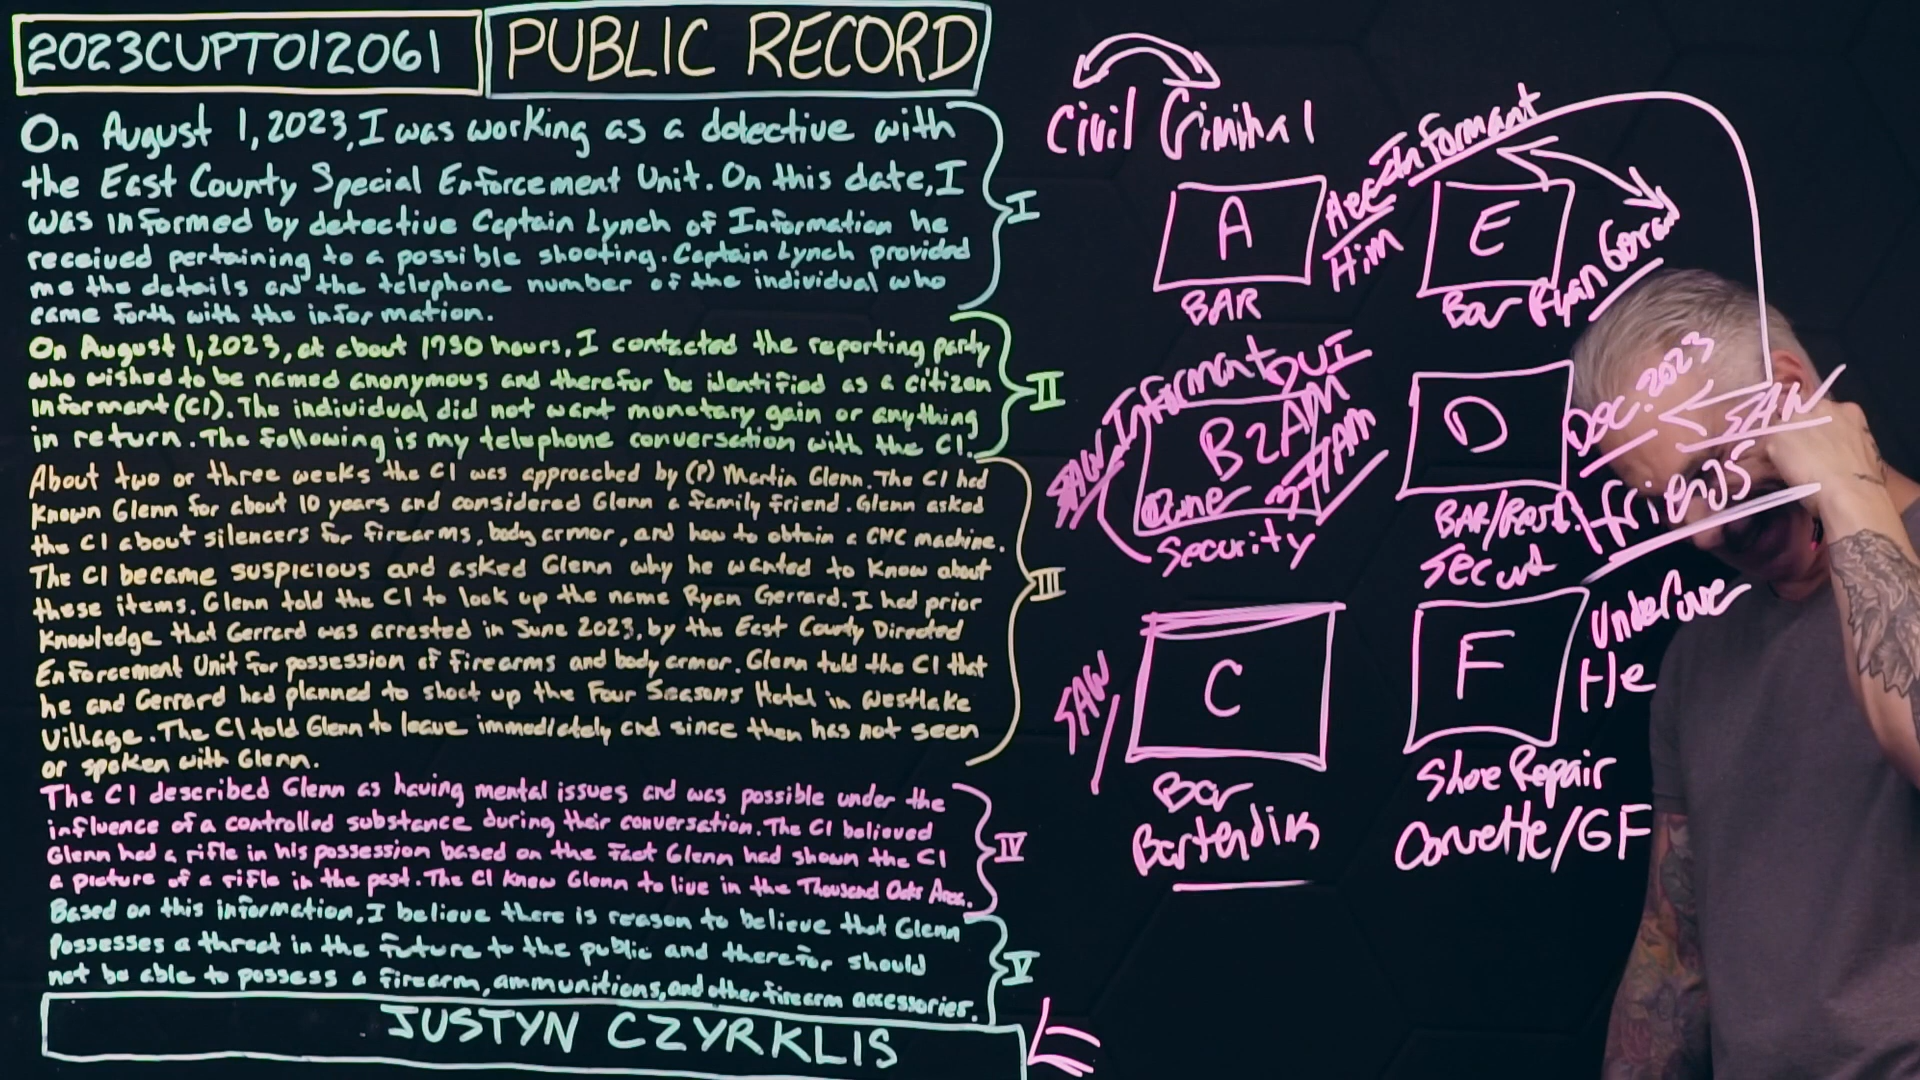 2023CUPT012061
PUBLIC RECORD
On August 1, 2023, I was working as a detective with
the East County Special Enforcement Unit. On this date, I
was informed by detective Captain Lynch of Information he
received pertaining to a possible shooting. Captain Lynch provided
me the details and the telephone number of the individual who
came forth with the information.
I
On August 1, 2023, at about 1730 hours, I contacted the reporting party
who wished to be named anonymous and therefor be identified as a citizen
informant (CI). The individual did not want monetary gain or anything
in return. The following is my telephone conversation with the CI.
II
About two or three weeks the CI was approached by (P) Martin Glenn. The CI had
known Glenn for about 10 years and considered Glenn a family friend. Glenn asked
the CI about silencers for firearms, body armor, and how to obtain a CNC machine.
The CI became suspicious and asked Glenn why he wanted to know about
these items. Glenn told the CI to look up the name Ryan Gerrard. I had prior
knowledge that Gerrard was arrested in June 2023, by the East County Directed
Enforcement Unit for possession of firearms and body armor. Glenn told the CI that
he and Gerrard had planned to shoot up the Four Seasons Hotel in Westlake
Village. The CI told Glenn to leave immediately and since then has not seen
or spoken with Glenn.
III
The CI described Glenn as having mental issues and was possible under the
influence of a controlled substance during their conversation. The CI believed
Glenn had a rifle in his possession based on the fact Glenn had shown the CI
a picture of a rifle in the past. The CI knew Glenn to live in the Thousand Oaks Area.
IV
Based on this information, I believe there is reason to believe that Glenn
possesses a threat in the future to the public and therefor should
not be able to possess a firearm, ammunitions, and other firearm accessories.
V
JUSTYN CZYRKLIS
Civil Criminal
Informant
A
BAR
Him
E
Bar Ryan
SAW Informant DUI
B 2AM
Owner 3-7AM
Security
D
BAR/Rest.
Dec. 2023
SAW
friends
SAW
C
Bar
F
Undercover
He
Shoe Repair
Corvette/GF